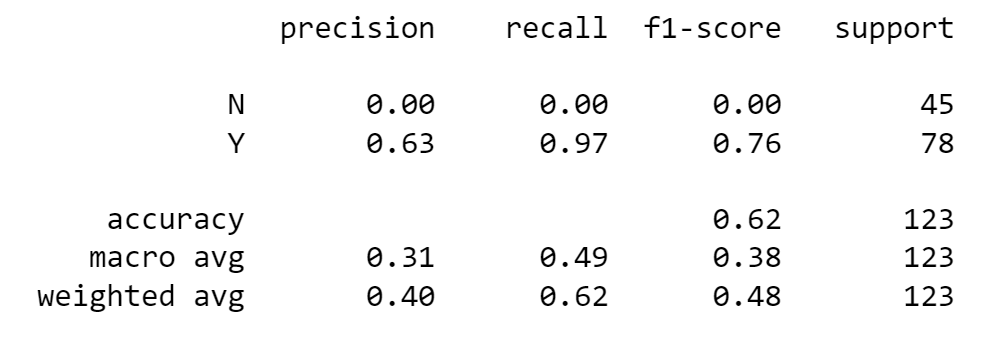 precision recall f1-score support
N 0.00 0.00 0.00 45
Y 0.63 0.97 0.76 78
accuracy 0.62 123
macro avg 0.31 0.49 0.38 123
weighted avg 0.40 0.62 0.48 123